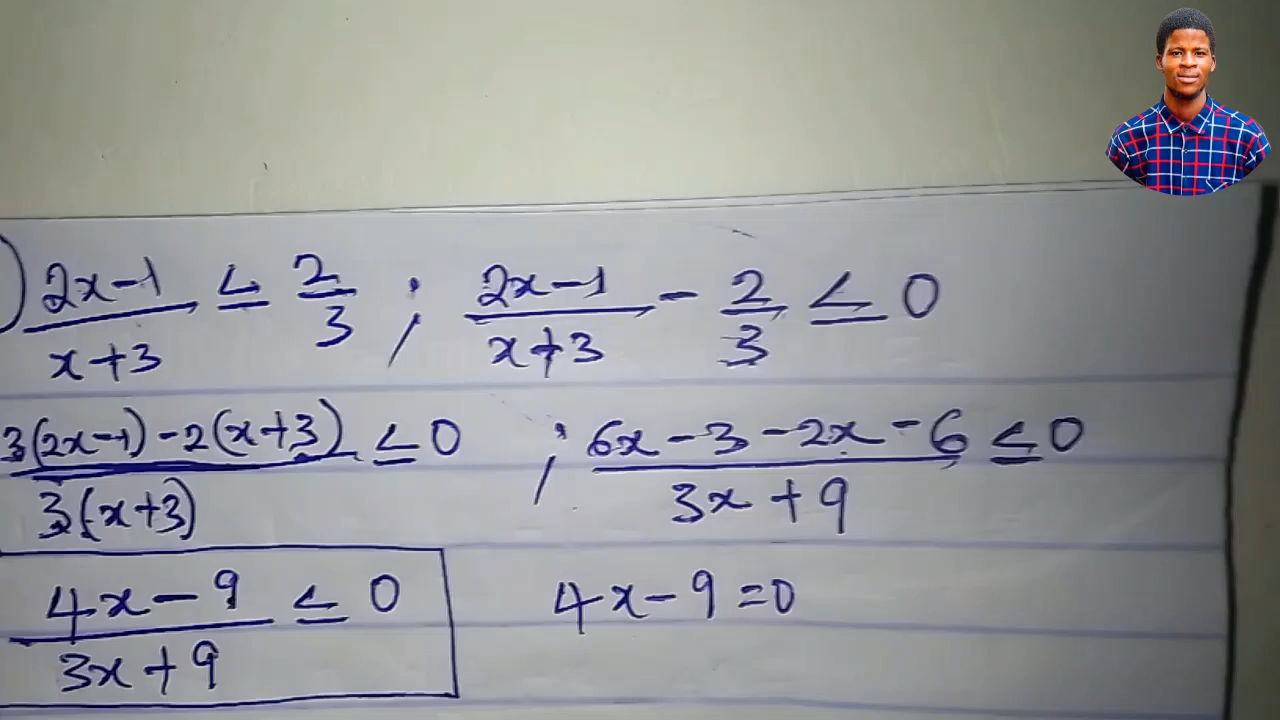 ) (2x-1)/(x+3) ≤ 2/3 ; (2x-1)/(x+3) - 2/3 ≤ 0
(3(2x-1)-2(x+3))/(3(x+3)) ≤ 0 ; (6x-3-2x-6)/(3x+9) ≤ 0
(4x-9)/(3x+9) ≤ 0 4x-9=0